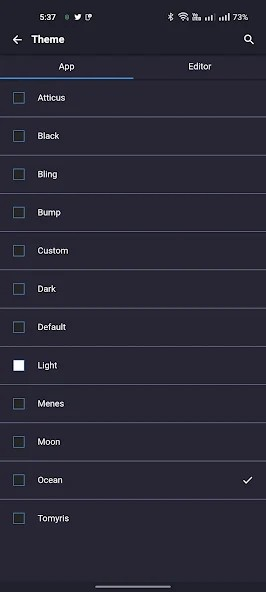 5:37
73%
Theme
App Editor
Atticus
Black
Bling
Bump
Custom
Dark
Default
Light
Menes
Moon
Ocean
Tomyris